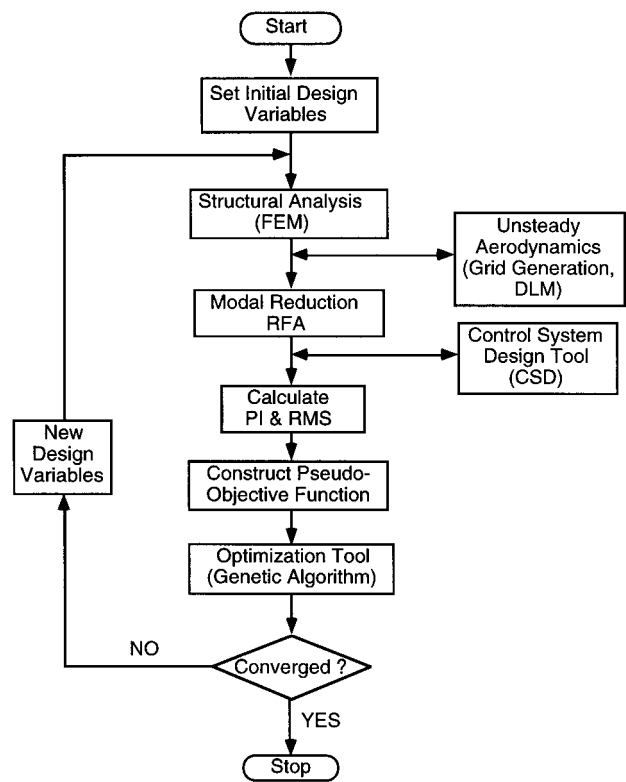 Start
Set Initial Design
Variables
Structural Analysis
(FEM)
Unsteady
Aerodynamics
(Grid Generation,
DLM)
Modal Reduction
RFA
Control System
Design Tool
(CSD)
Calculate
PI & RMS
New
Design
Variables
Construct Pseudo-
Objective Function
Optimization Tool
(Genetic Algorithm)
NO
Converged ?
YES
Stop